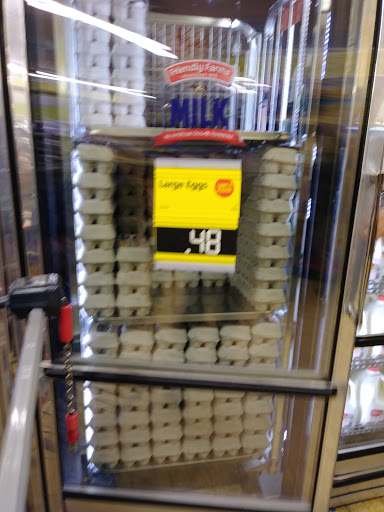 Friendly Farms
MILK
Large Eggs
.48